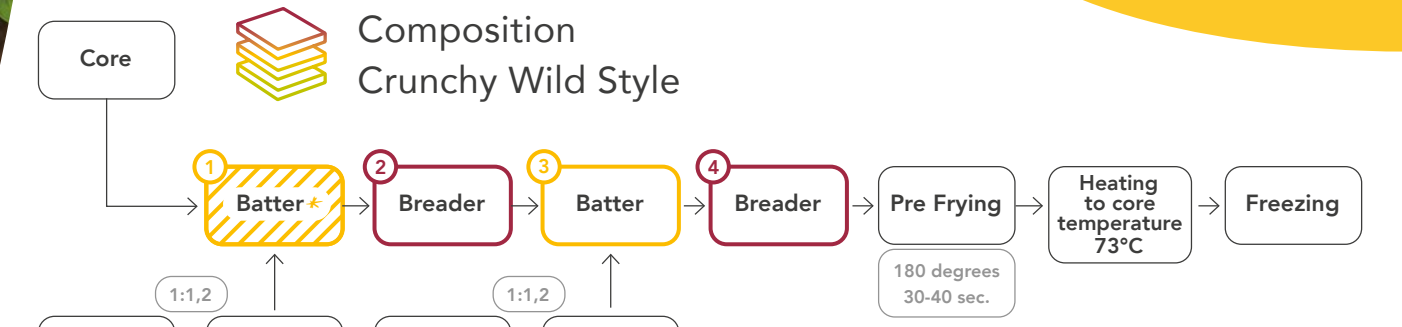 Composition
Crunchy Wild Style
Core
1
Batter
2
Breader
3
Batter
4
Breader
Pre Frying
Heating
to core
temperature
73°C
Freezing
1:1,2
1:1,2
180 degrees
30-40 sec.